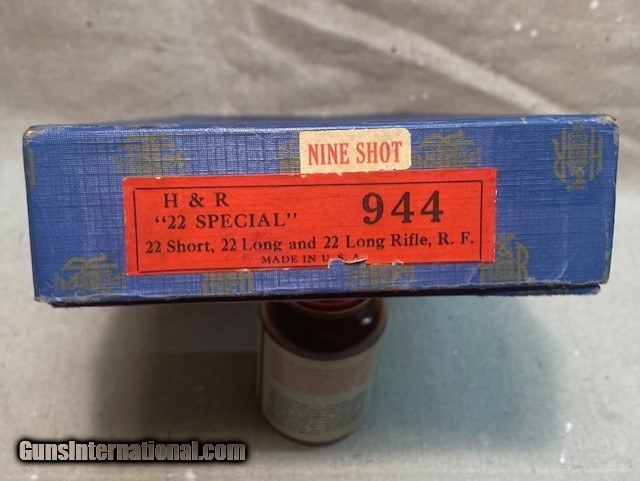 NINE SHOT
H & R
"22 SPECIAL" 944
22 Short, 22 Long and 22 Long Rifle, R. F.
MADE IN U. S. A.
GunsInternational.com